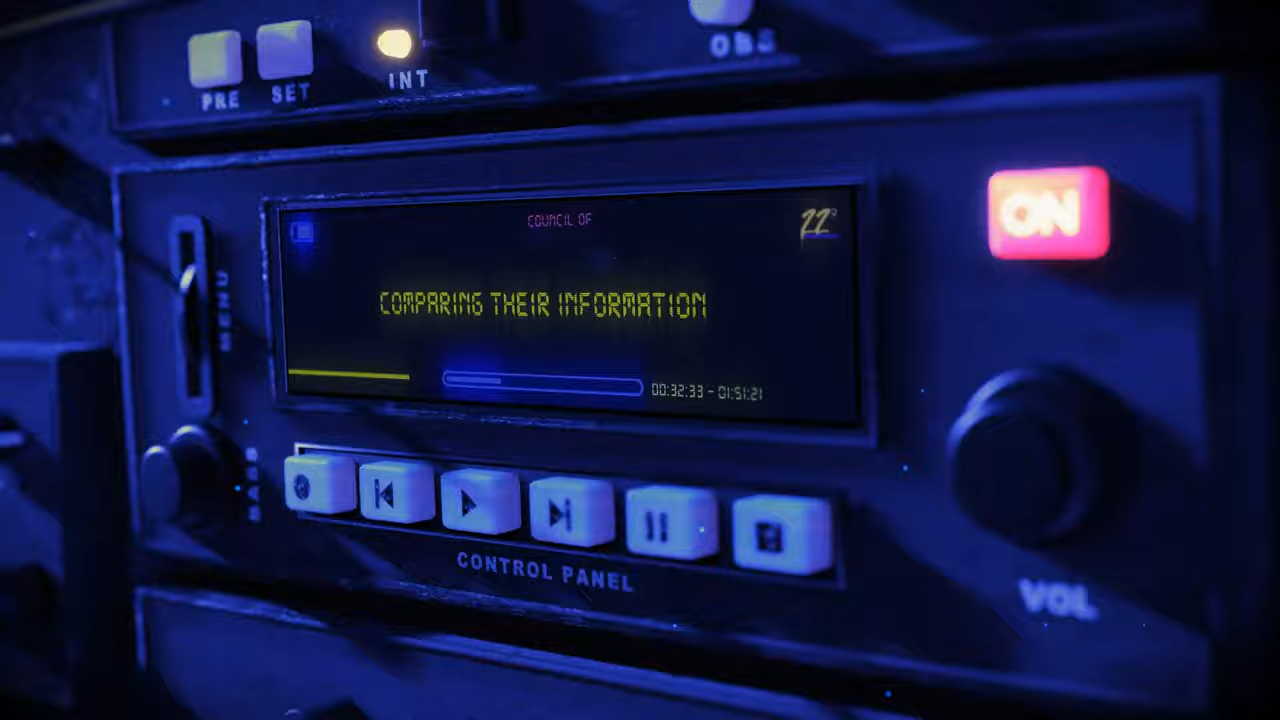 PRE
SET
INT
COUNCIL OF
22
COMPARING THEIR INFORMATION
00:32:33 - 01:51:21
ON
MENU
CONTROL PANEL
VOL